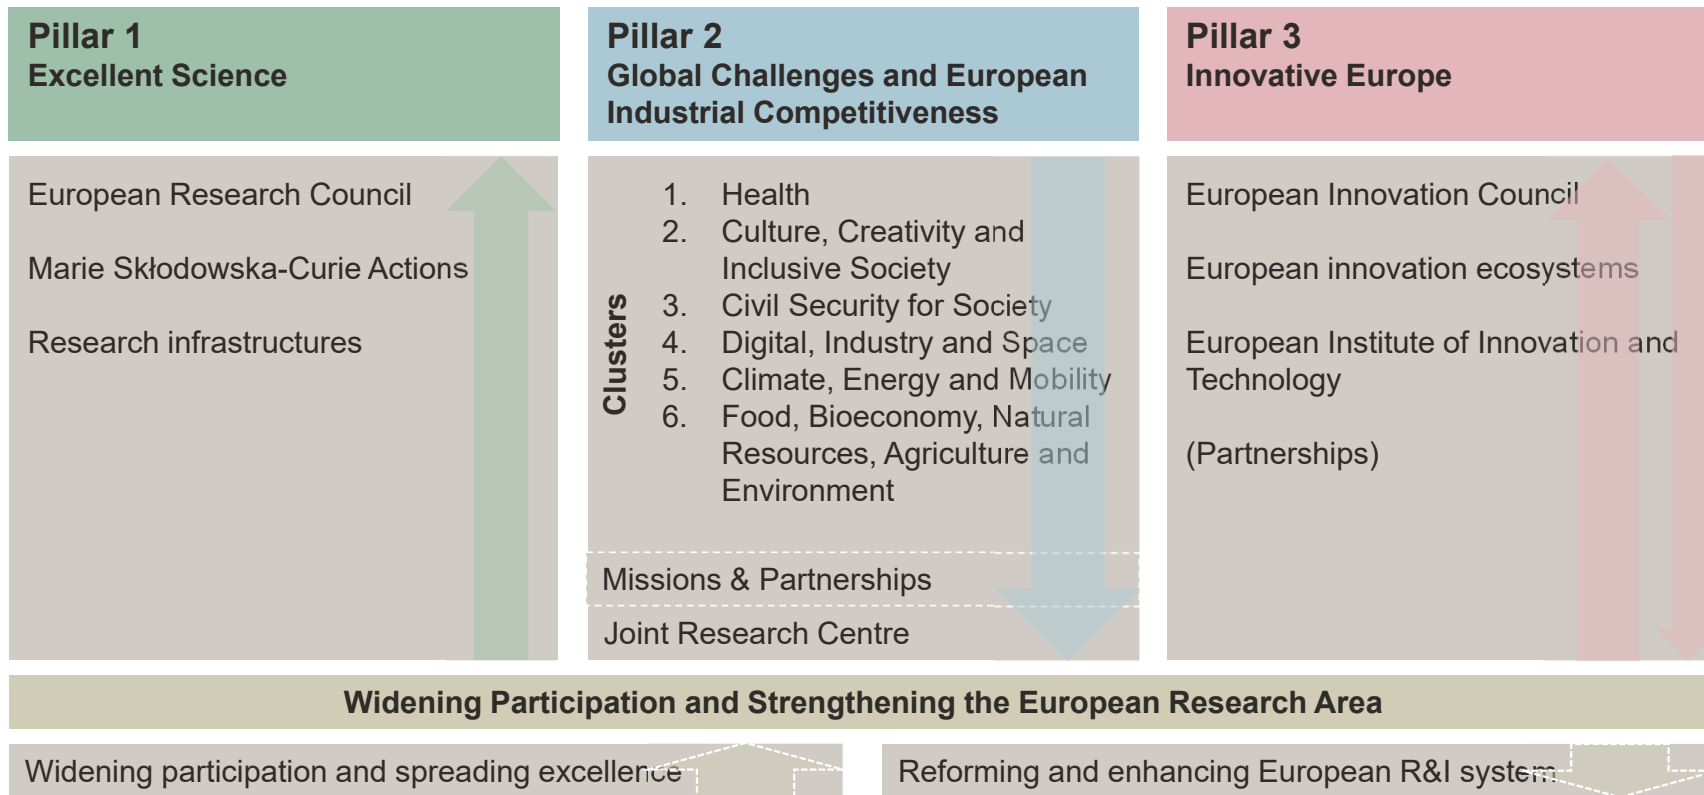 Pillar 1
Excellent Science
European Research Council
Marie Skłodowska-Curie Actions
Research infrastructures
Pillar 2
Global Challenges and European
Industrial Competitiveness
Clusters
1. Health
2. Culture, Creativity and
Inclusive Society
3. Civil Security for Society
4. Digital, Industry and Space
5. Climate, Energy and Mobility
6. Food, Bioeconomy, Natural
Resources, Agriculture and
Environment
Missions & Partnerships
Joint Research Centre
Pillar 3
Innovative Europe
European Innovation Council
European innovation ecosystems
European Institute of Innovation and
Technology
(Partnerships)
Widening Participation and Strengthening the European Research Area
Widening participation and spreading excellence
Reforming and enhancing European R&I system